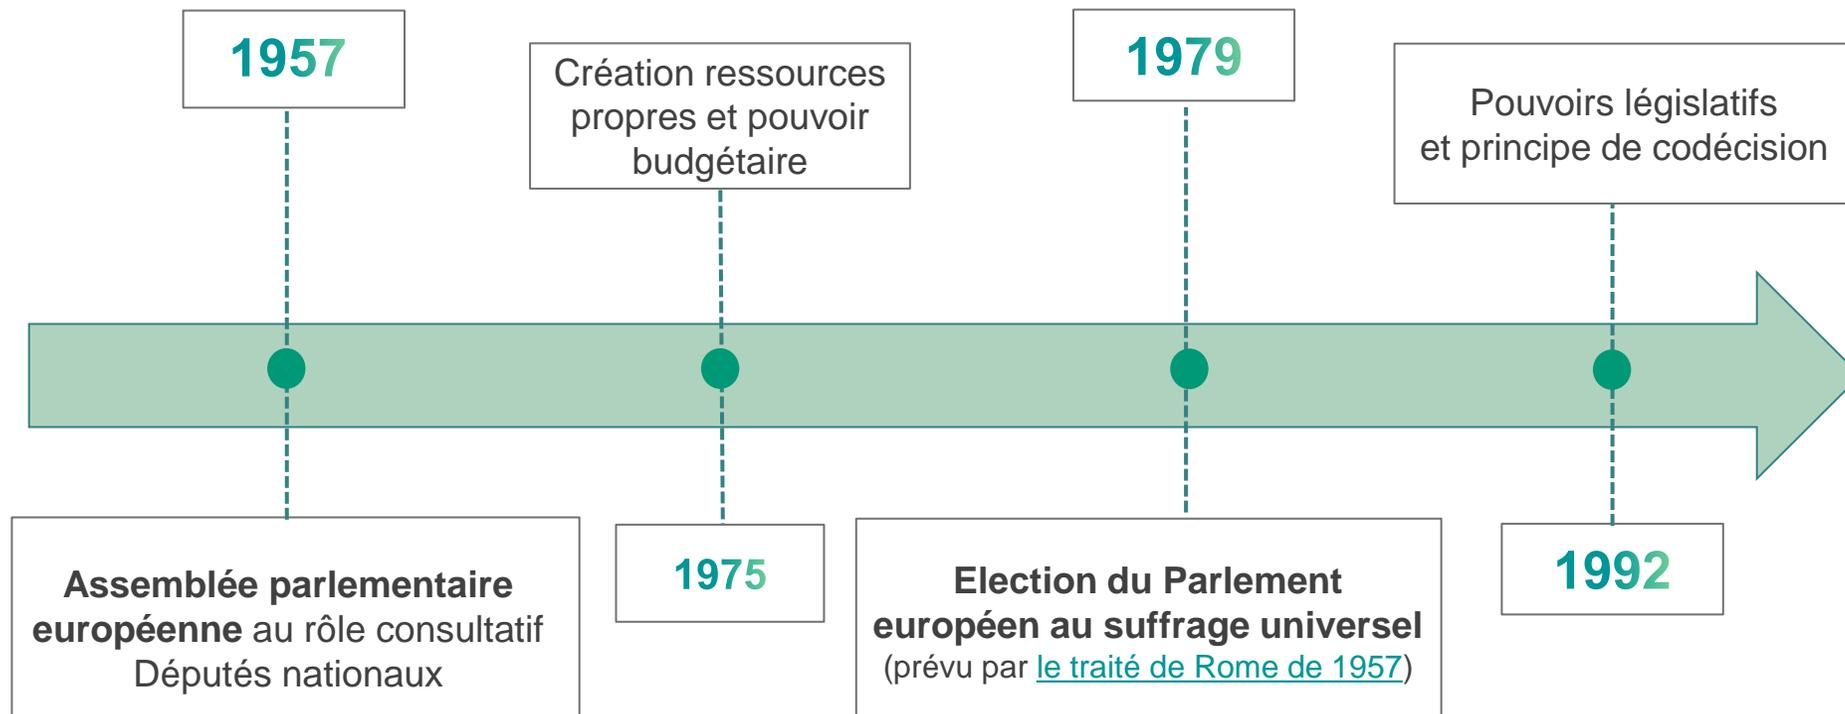 1957
Création ressources
propres et pouvoir
budgétaire
1979
Pouvoirs législatifs
et principe de codécision
Assemblée parlementaire
européenne au rôle consultatif
Députés nationaux
1975
Election du Parlement
européen au suffrage universel
(prévu par le traité de Rome de 1957)
1992